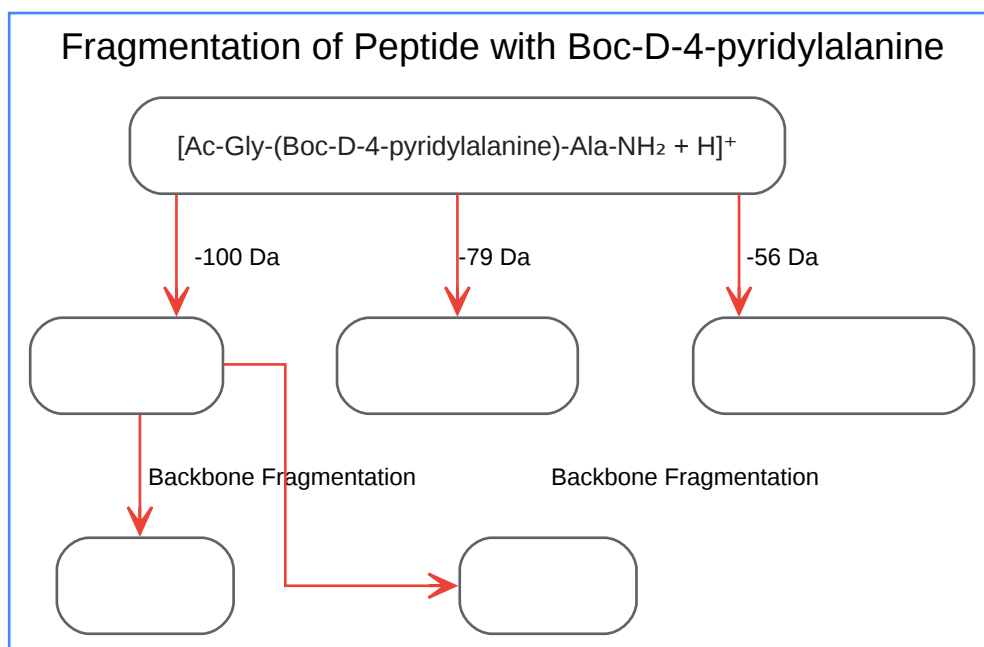 Fragmentation of Peptide with Boc-D-4-pyridylalanine
[Ac-Gly-(Boc-D-4-pyridylalanine)-Ala-NH₂ + H]⁺
-100 Da
-79 Da
-56 Da
Backbone Fragmentation
Backbone Fragmentation